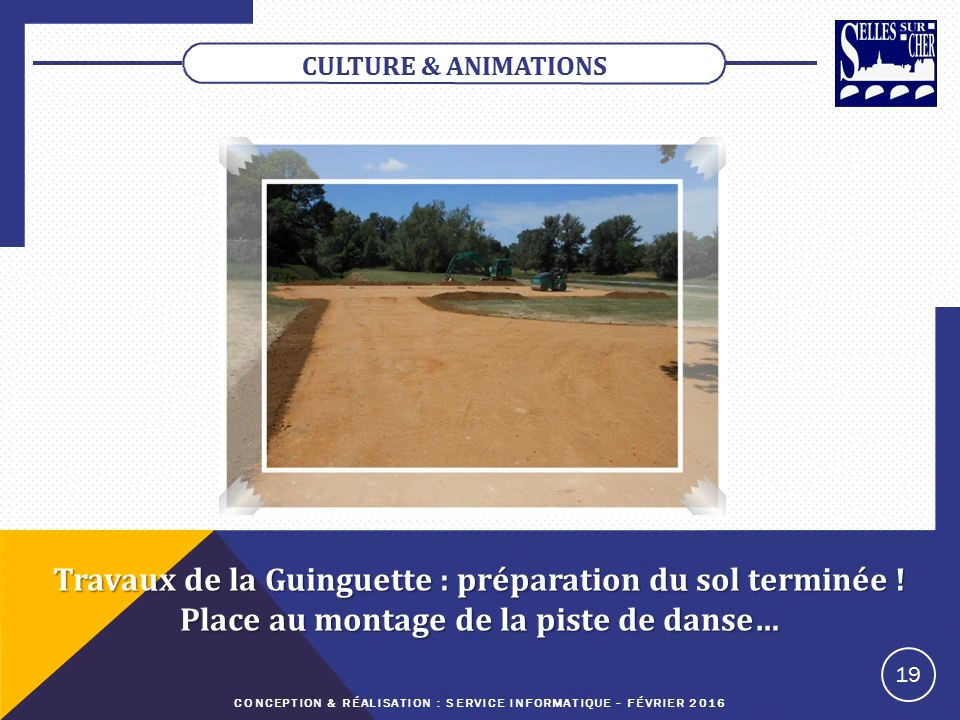 CULTURE & ANIMATIONS
SELLES SUR
CHER
Travaux de la Guinguette : préparation du sol terminée !
Place au montage de la piste de danse…
19
CONCEPTION & RÉALISATION : SERVICE INFORMATIQUE - FÉVRIER 2016